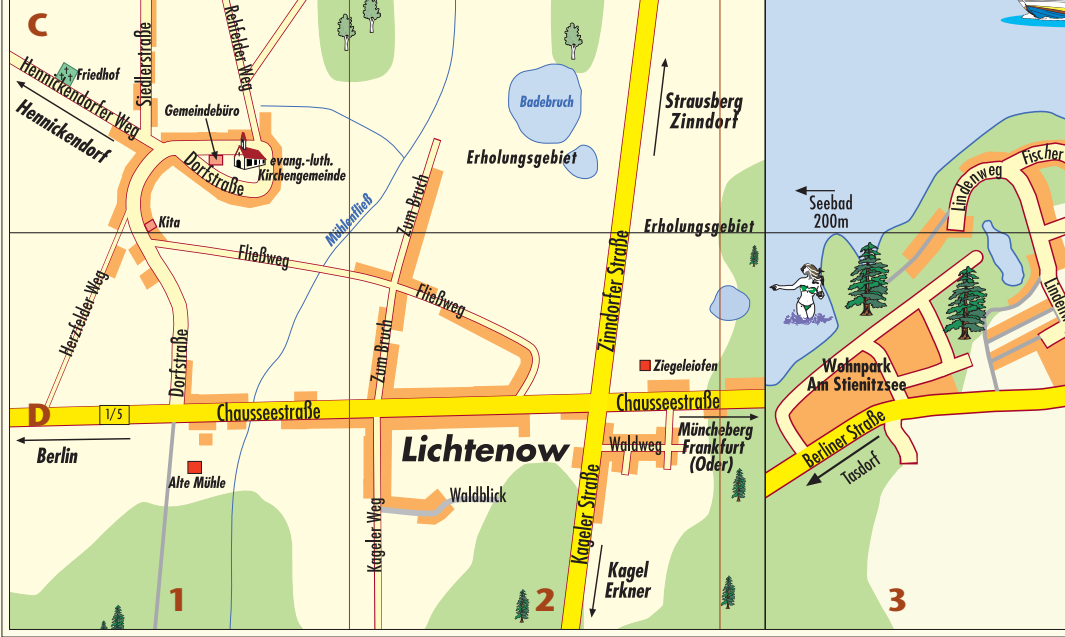 C
Siedlerstraße
Rehfelder Weg
Friedhof
Hennickendorfer Weg
Hennickendorf
Gemeindebüro
evang.-luth.
Kirchengemeinde
Dorfstraße
Kita
Mühlenfließ
Zum Bruch
Badebruch
Erholungsgebiet
Strausberg
Zinndorf
Erholungsgebiet
Seebad
200m
Lindenweg
Fischer
Fließweg
Fließweg
Herzfelder Weg
Dorfstraße
Zum Bruch
Zinndorfer Straße
Ziegeleiofen
Wohnpark
Am Stienitzsee
Linden
D
1/5
Chausseestraße
Chausseestraße
Berlin
Lichtenow
Waldweg
Müncheberg
Frankfurt
(Oder)
Berliner Straße
Tasdorf
Alte Mühle
Waldblick
Kageler Weg
Kageler Straße
Kagel
Erkner
1
2
3